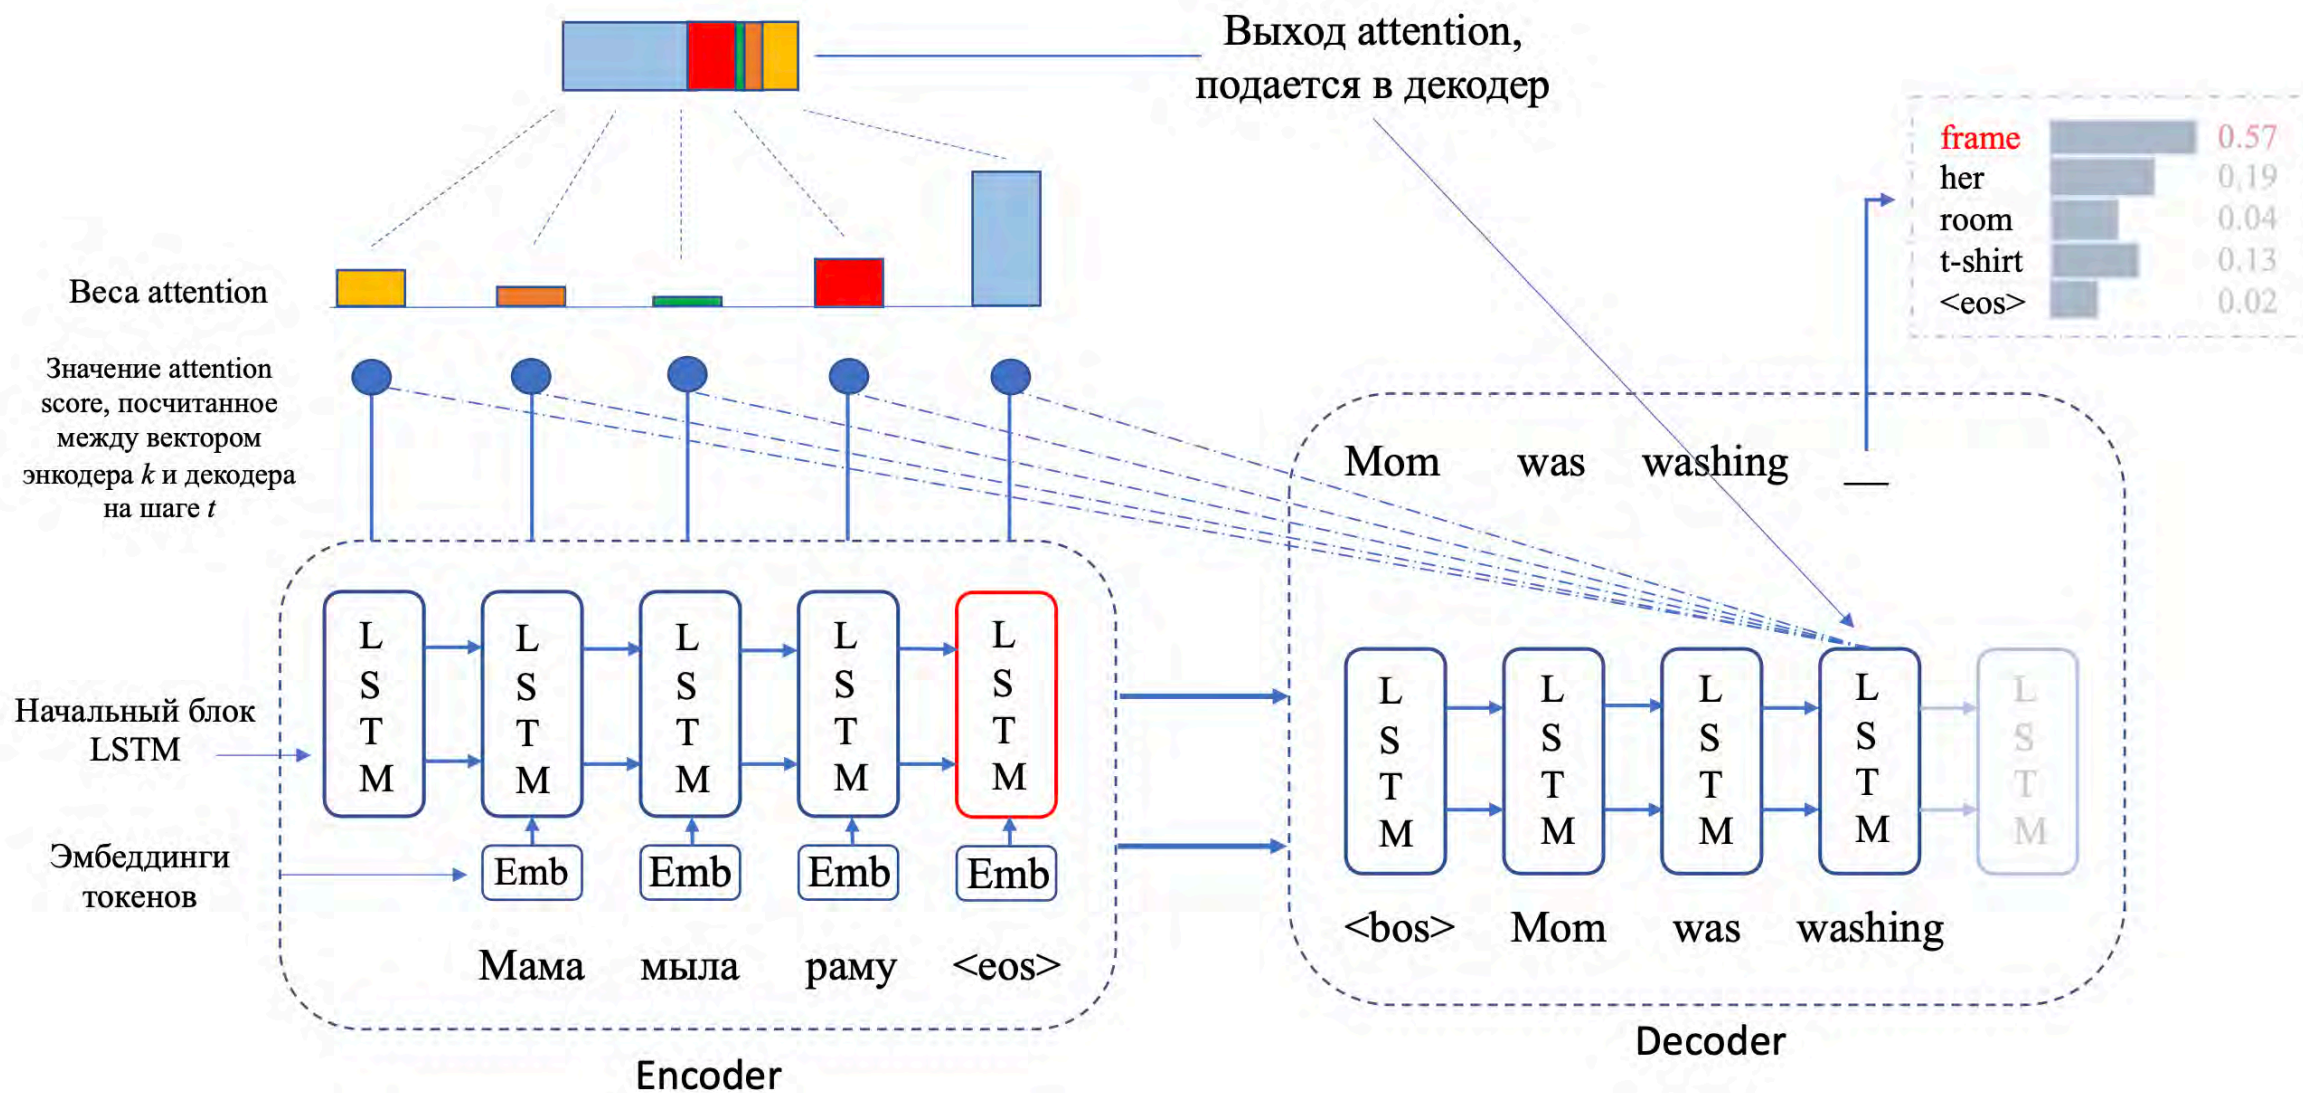 Выход attention,
подается в декодер
frame 0.57
her 0,19
room 0.04
t-shirt 0.13
<eos> 0.02
Веса attention
Значение attention
score, посчитанное
между вектором
энкодера k и декодера
на шаге t
Mom was washing __
L L L L L
S S S S S
T T T T T
M M M M M
Начальный блок
LSTM
L L L L L
S S S S S
T T T T T
M M M M M
Эмбеддинги
токенов
Emb Emb Emb Emb
<bos> Mom was washing
Мама мыла раму <eos>
Decoder
Encoder